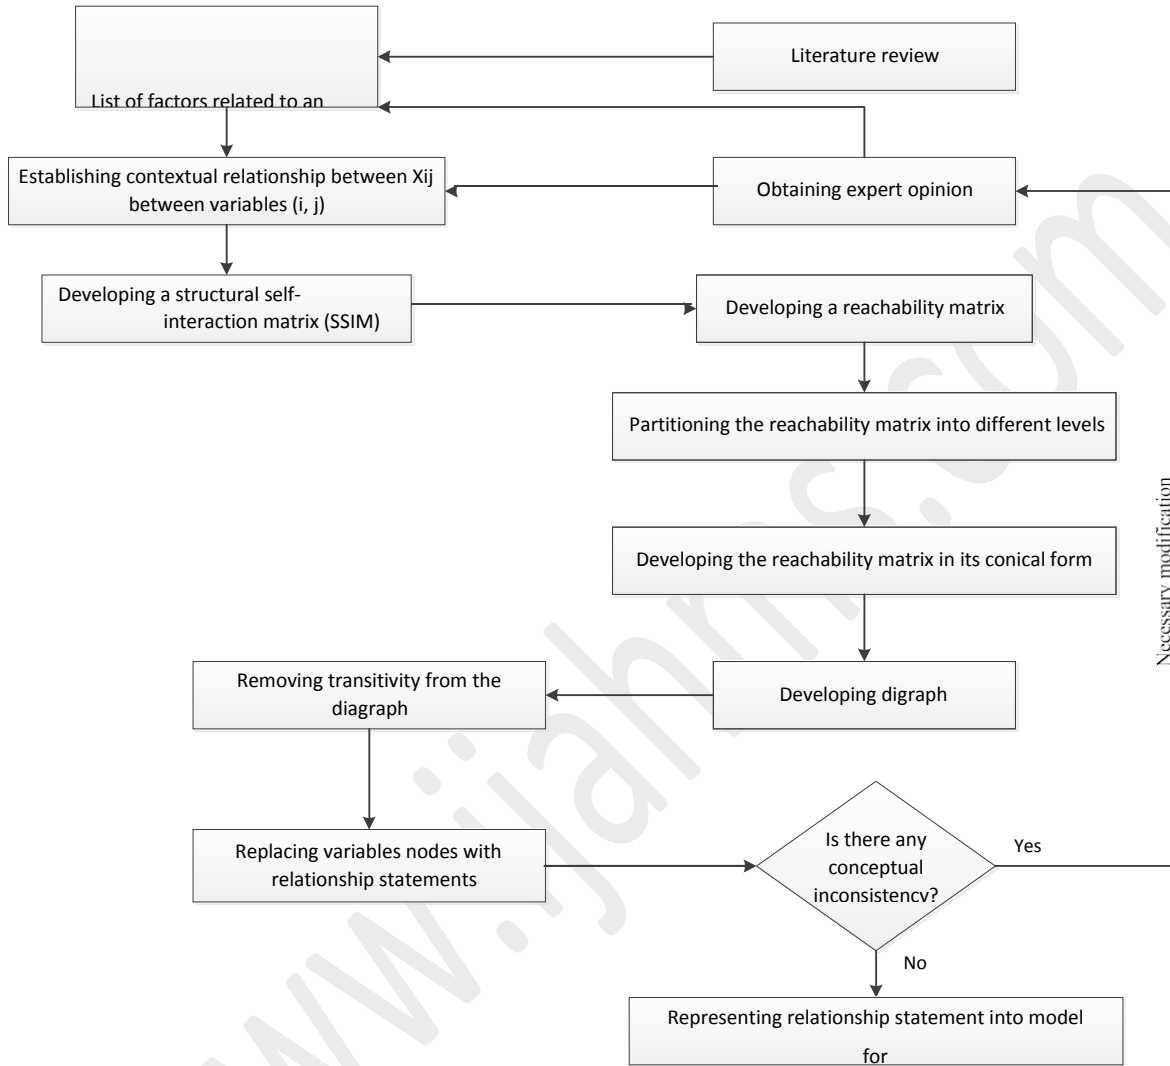 Literature review
List of factors related to an
Establishing contextual relationship between Xij
between variables (i, j)
Obtaining expert opinion
Developing a structural self-
interaction matrix (SSIM)
Developing a reachability matrix
Partitioning the reachability matrix into different levels
Developing the reachability matrix in its conical form
Necessary modification
Removing transitivity from the
diagraph
Developing digraph
Replacing variables nodes with
relationship statements
Is there any
conceptual
inconsistency?
Yes
No
Representing relationship statement into model
for
www.ijahms.com